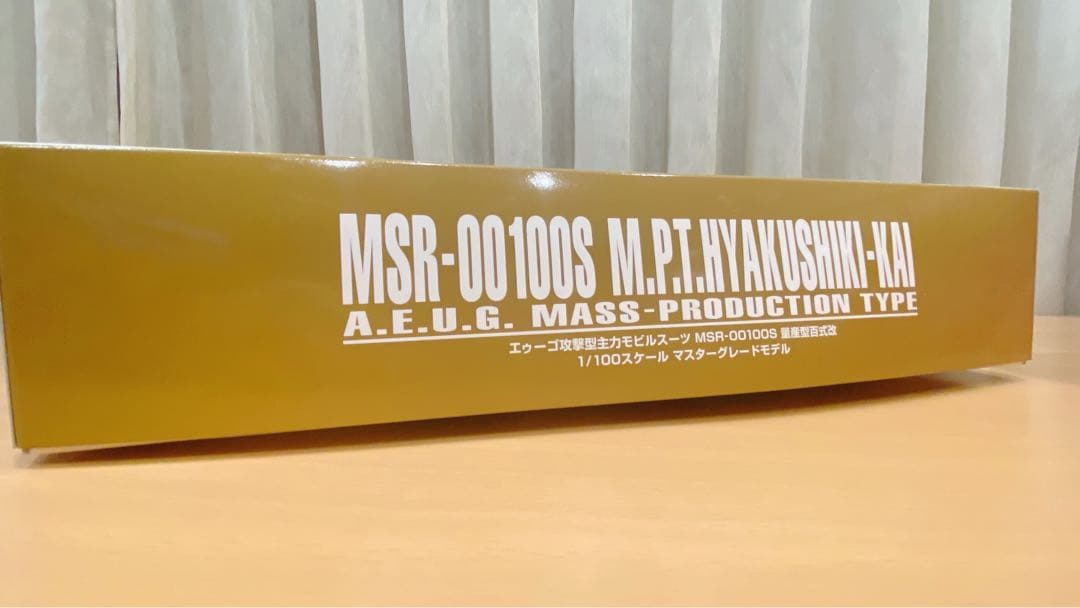 MSR-00100S M.P.T.HYAKUSHIKI-KAI
A.E.U.G. MASS-PRODUCTION TYPE
エゥーゴ攻撃型主力モビルスーツ MSR-00100S 量産型百式改
1/100スケール マスターグレードモデル